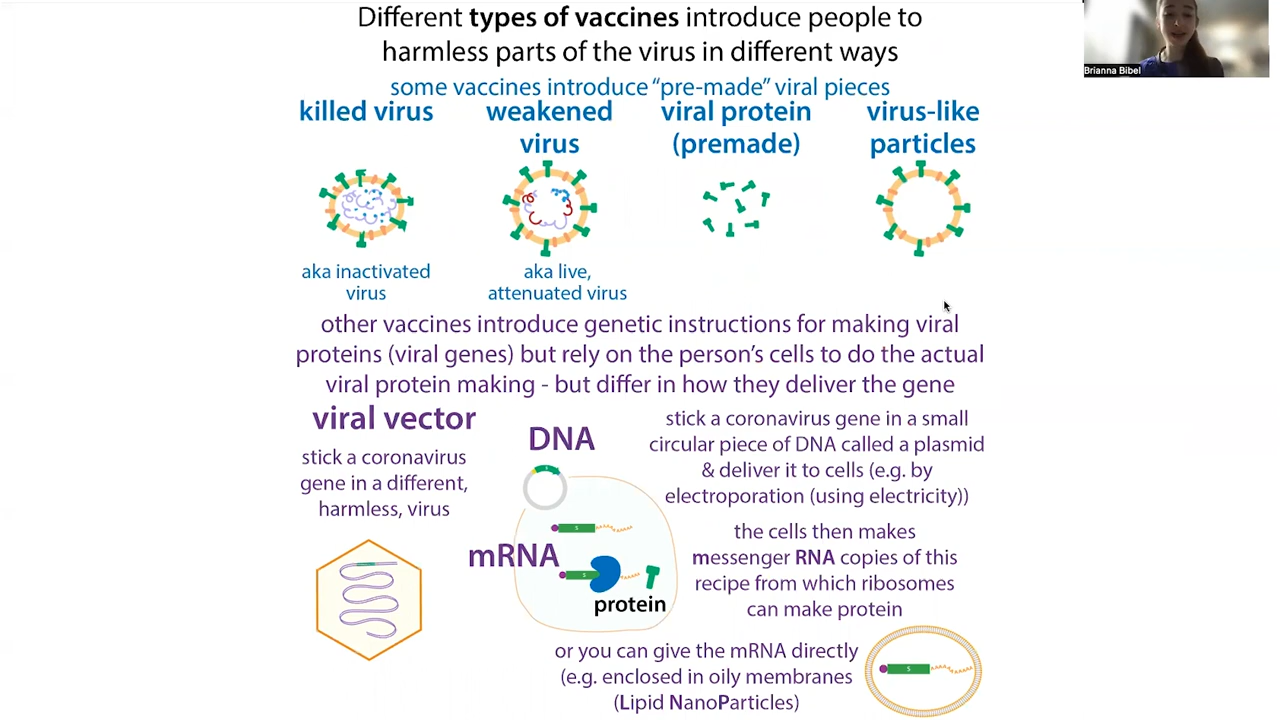 Different types of vaccines introduce people to
harmless parts of the virus in different ways
Brianna Bibel
some vaccines introduce “pre-made” viral pieces
killed virus
weakened
virus
viral protein
(premade)
virus-like
particles
aka inactivated
virus
aka live,
attenuated virus
other vaccines introduce genetic instructions for making viral
proteins (viral genes) but rely on the person’s cells to do the actual
viral protein making - but differ in how they deliver the gene
viral vector
stick a coronavirus
gene in a different,
harmless, virus
DNA
stick a coronavirus gene in a small
circular piece of DNA called a plasmid
& deliver it to cells (e.g. by
electroporation (using electricity))
S
mRNA
S
protein
the cells then makes
messenger RNA copies of this
recipe from which ribosomes
can make protein
or you can give the mRNA directly
(e.g. enclosed in oily membranes
(Lipid NanoParticles)
S